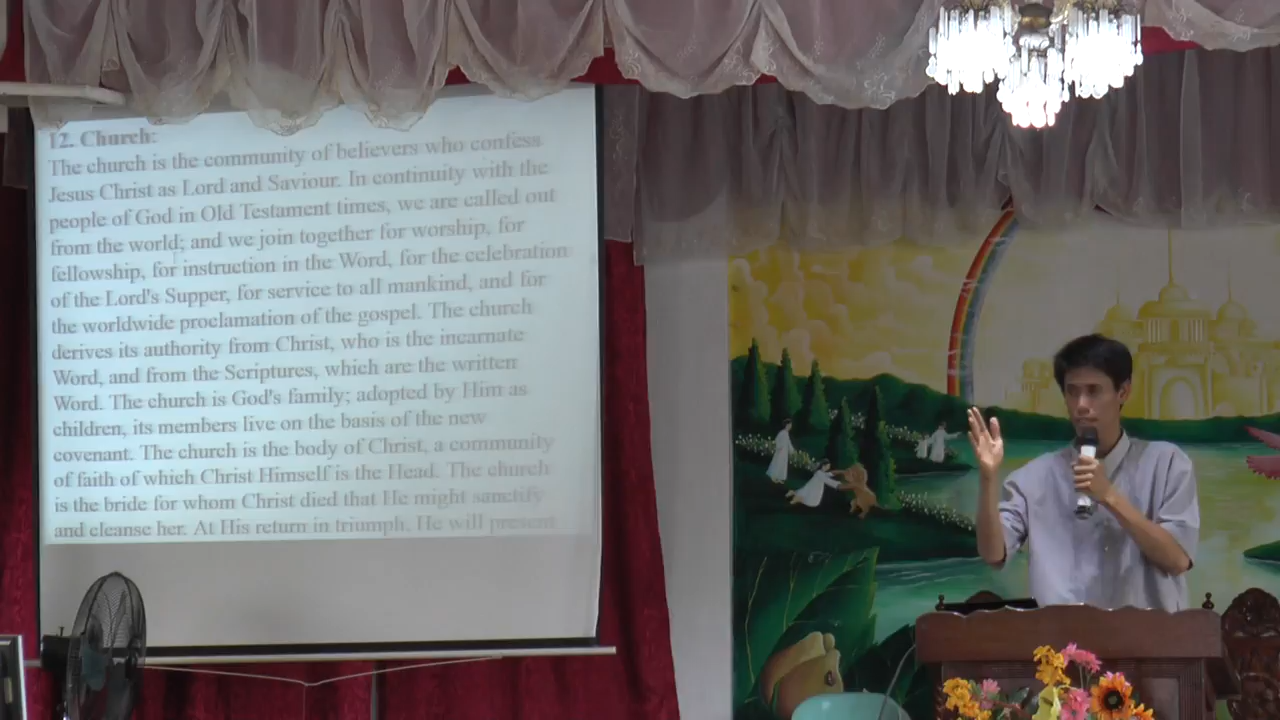 12. Church:
The church is the community of believers who confess
Jesus Christ as Lord and Saviour. In continuity with the
people of God in Old Testament times, we are called out
from the world; and we join together for worship, for
fellowship, for instruction in the Word, for the celebration
of the Lord's Supper, for service to all mankind, and for
the worldwide proclamation of the gospel. The church
derives its authority from Christ, who is the incarnate
Word, and from the Scriptures, which are the written
Word. The church is God's family; adopted by Him as
children, its members live on the basis of the new
covenant. The church is the body of Christ, a community
of faith of which Christ Himself is the Head. The church
is the bride for whom Christ died that He might sanctify
and cleanse her. At His return in triumph, He will present